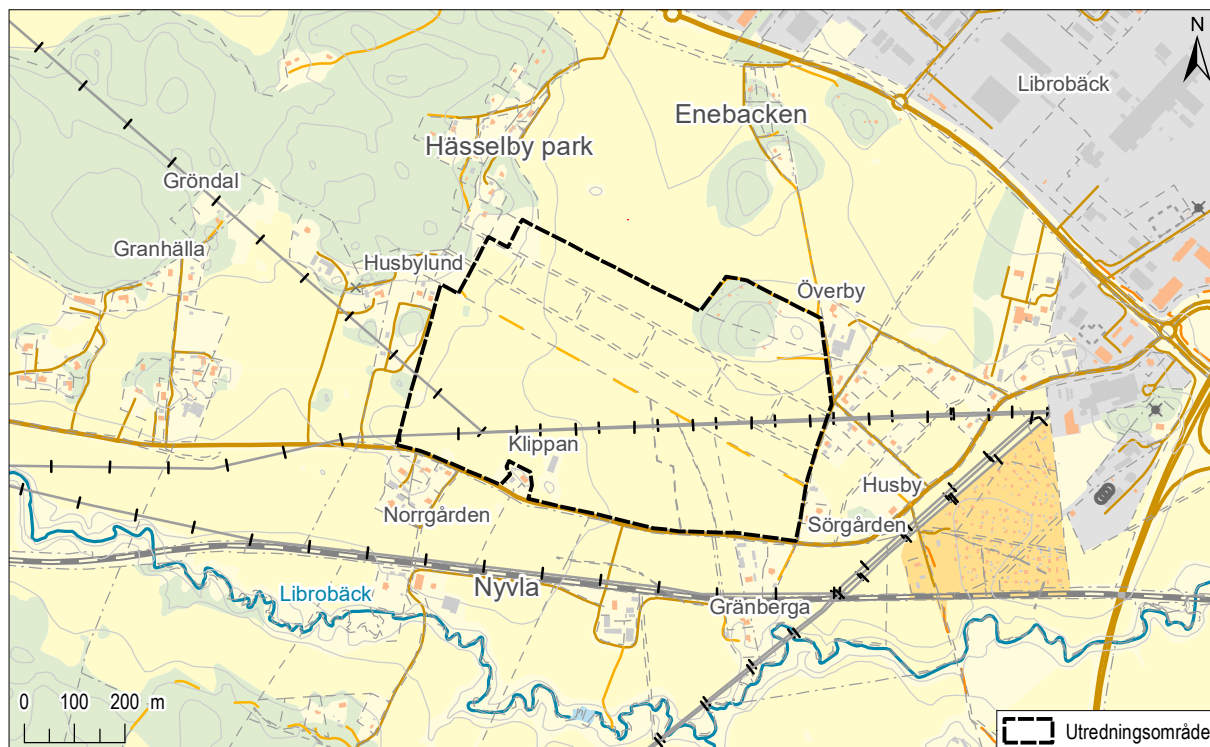 N
Librobäck
Enebacken
Hässelby park
Gröndal
Granhälla
Husbylund
Överby
Klippan
Husby
Norrgården
Sörgården
Nyvla
Librobäck
Gränberga
0 100 200 m
Utredningsområde